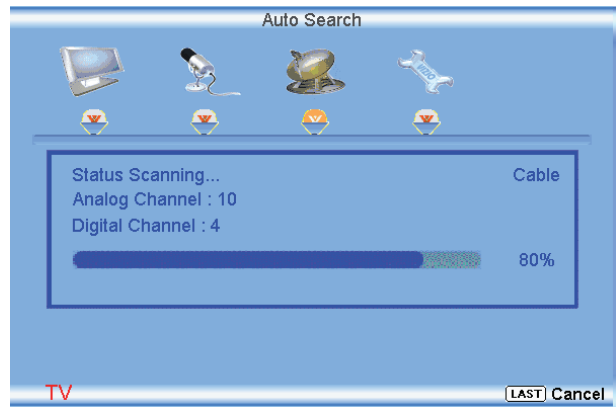 Auto Search
Status Scanning... Cable
Analog Channel : 10
Digital Channel : 4
80%
TV LAST Cancel